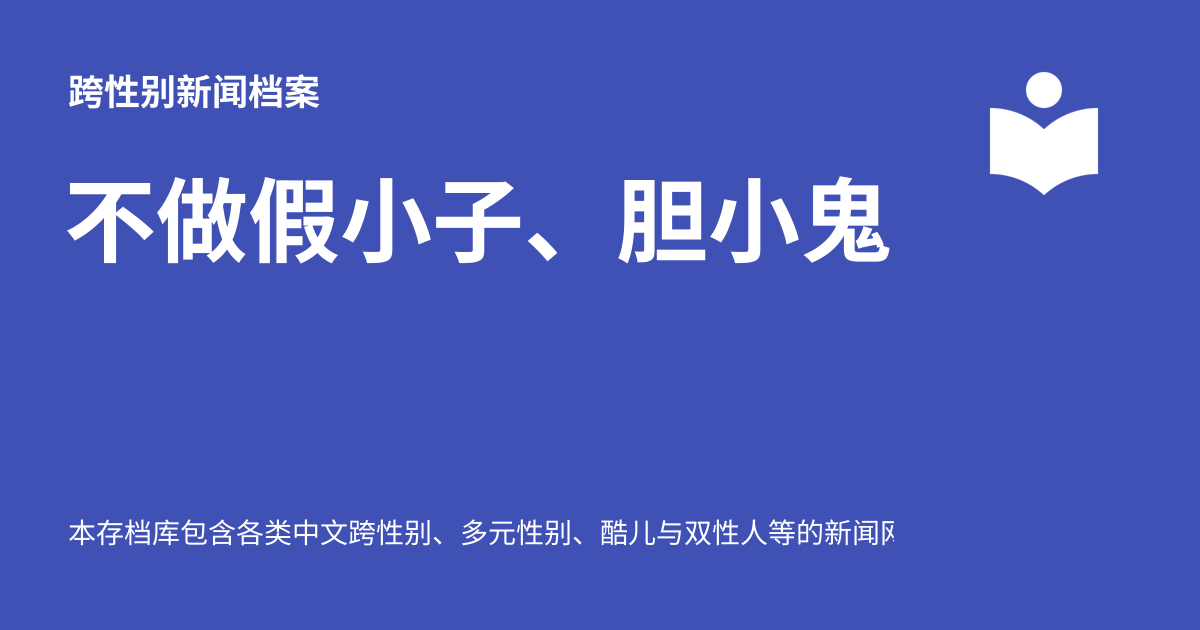 跨性别新闻档案
不做假小子、胆小鬼
本存档库包含各类中文跨性别、多元性别、酷儿与双性人等的新闻